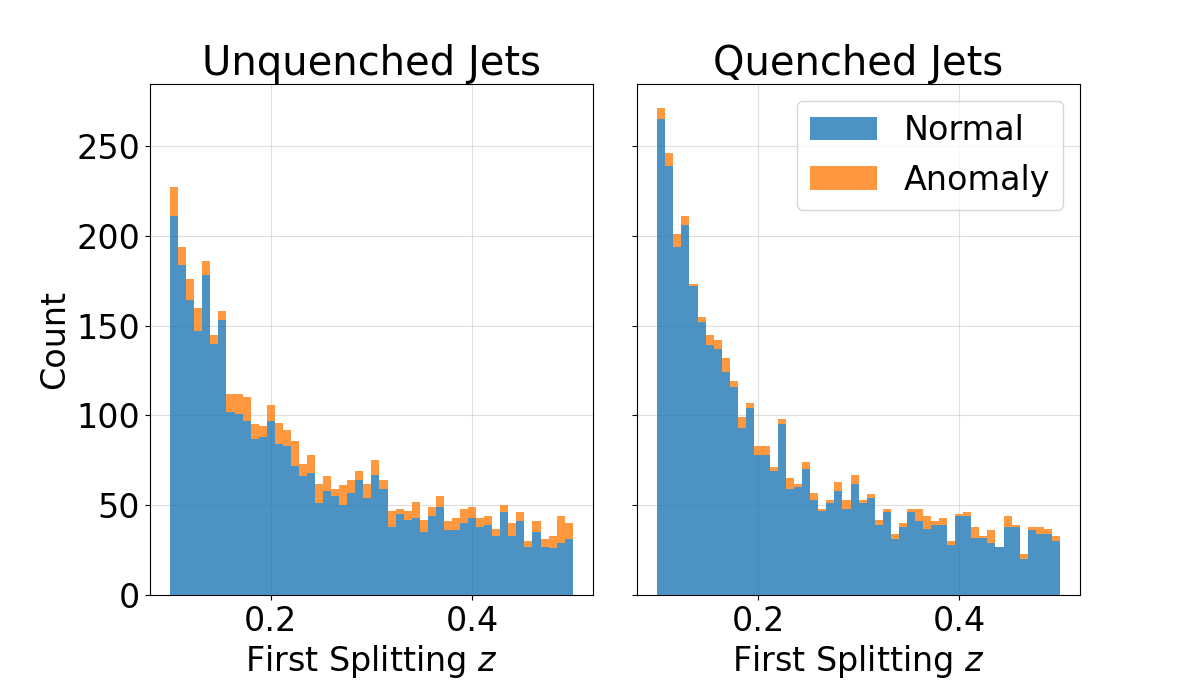 Unquenched Jets
Quenched Jets
Normal
Anomaly
Count
250
200
150
100
50
0
0.2
0.4
0.2
0.4
First Splitting z
First Splitting z